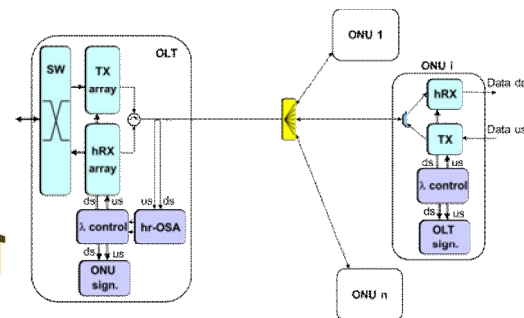 OLT
SW
TX
array
hRX
array
ds
us
us
ds
λ control
hr-OSA
ds
us
ONU
sign.
ONU 1
ONU n
ONU i
hRX
TX
Data
Data us
ds
us
λ control
ds
us
OLT
sign.